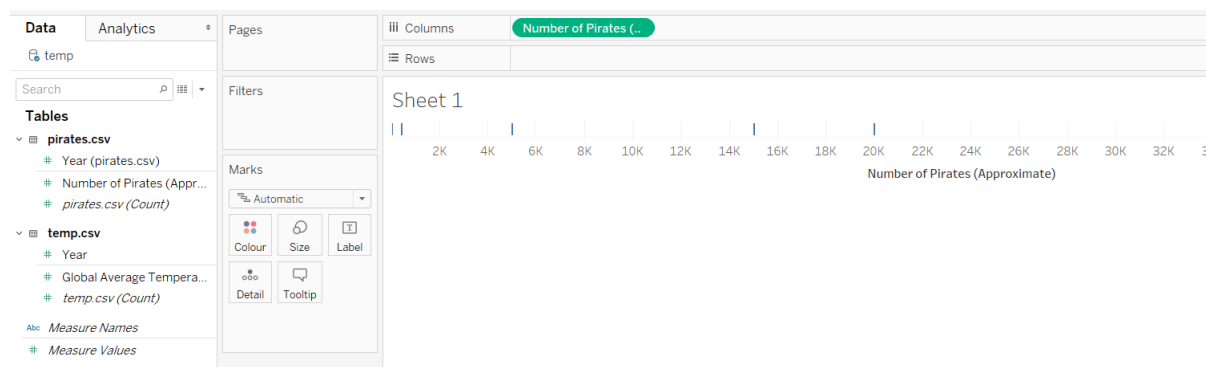 Data Analytics
temp
Search
Tables
pirates.csv
# Year (pirates.csv)
# Number of Pirates (Appr...
# pirates.csv (Count)
temp.csv
# Year
# Global Average Tempera...
# temp.csv (Count)
Abc Measure Names
# Measure Values
Pages
Filters
Marks
Automatic
Colour Size Label
Detail Tooltip
iii Columns Number of Pirates (..
Rows
Sheet 1
2K 4K 6K 8K 10K 12K 14K 16K 18K 20K 22K 24K 26K 28K 30K 32K 3
Number of Pirates (Approximate)